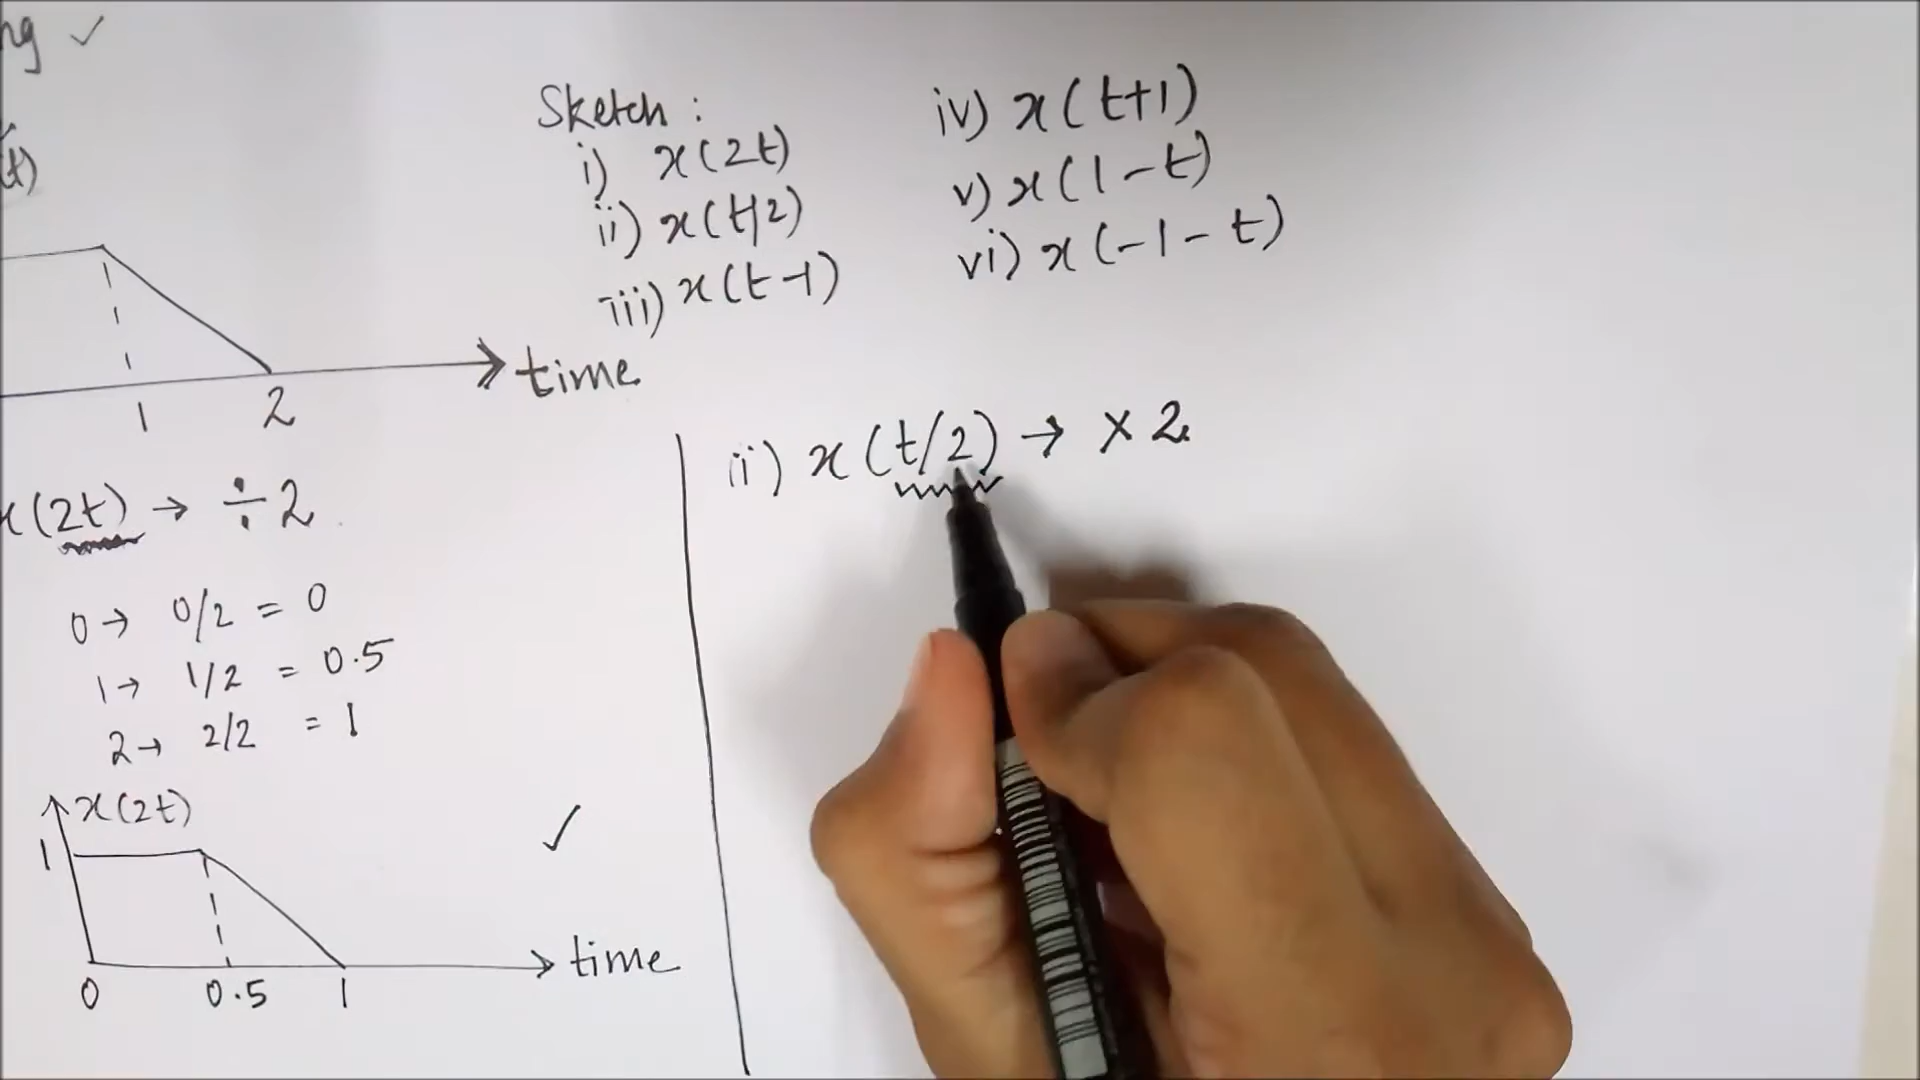 ng ✓
(t)
1 2
time
Sketch :
i) x(2t)
ii) x(t/2)
iii) x(t-1)
iv) x(t+1)
v) x(1-t)
vi) x(-1-t)
x(2t) → ÷2
0 → 0/2 = 0
1 → 1/2 = 0.5
2 → 2/2 = 1
x(2t)
1
✓
0 0.5 1
time
ii) x(t/2) → ×2